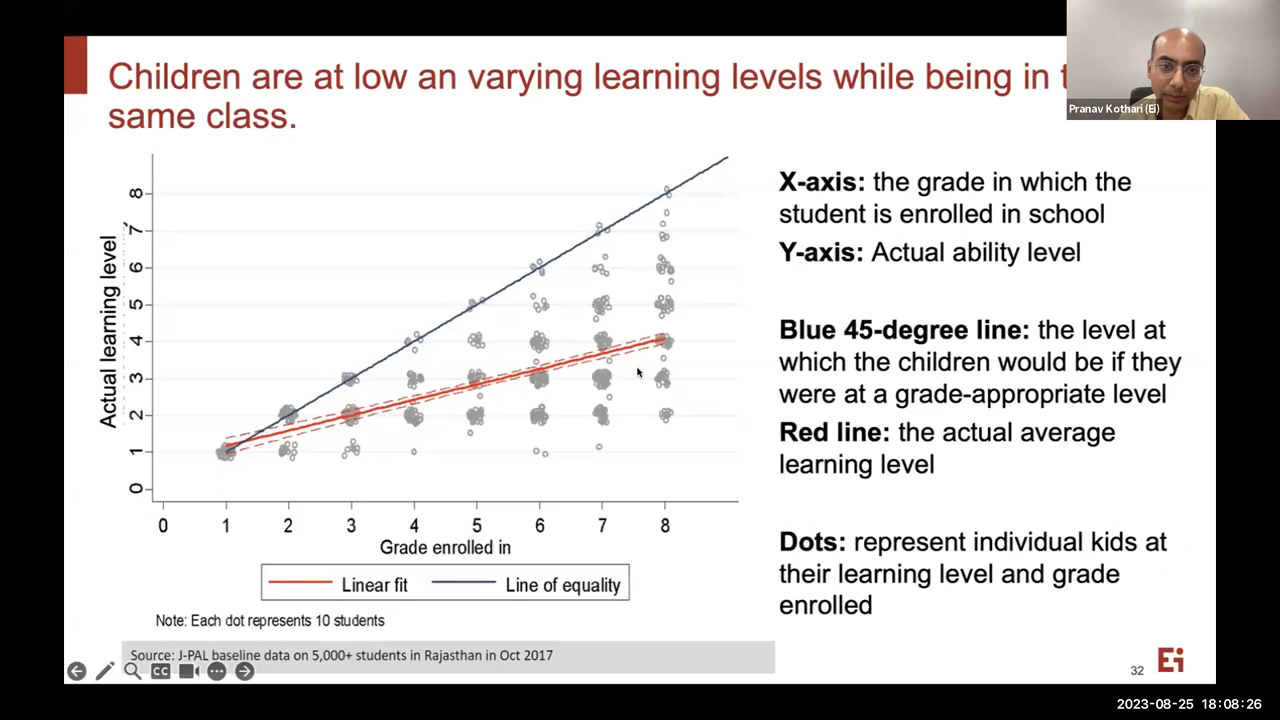 Children are at low an varying learning levels while being in t
same class.
Pranav Kothari (Ei)
Actual learning level
8
7
6
5
4
3
2
1
0
0 1 2 3 4 5 6 7 8
Grade enrolled in
Linear fit Line of equality
Note: Each dot represents 10 students
Source: J-PAL baseline data on 5,000+ students in Rajasthan in Oct 2017
X-axis: the grade in which the
student is enrolled in school
Y-axis: Actual ability level
Blue 45-degree line: the level at
which the children would be if they
were at a grade-appropriate level
Red line: the actual average
learning level
Dots: represent individual kids at
their learning level and grade
enrolled
CC
32
Ei
2023-08-25 18:08:26